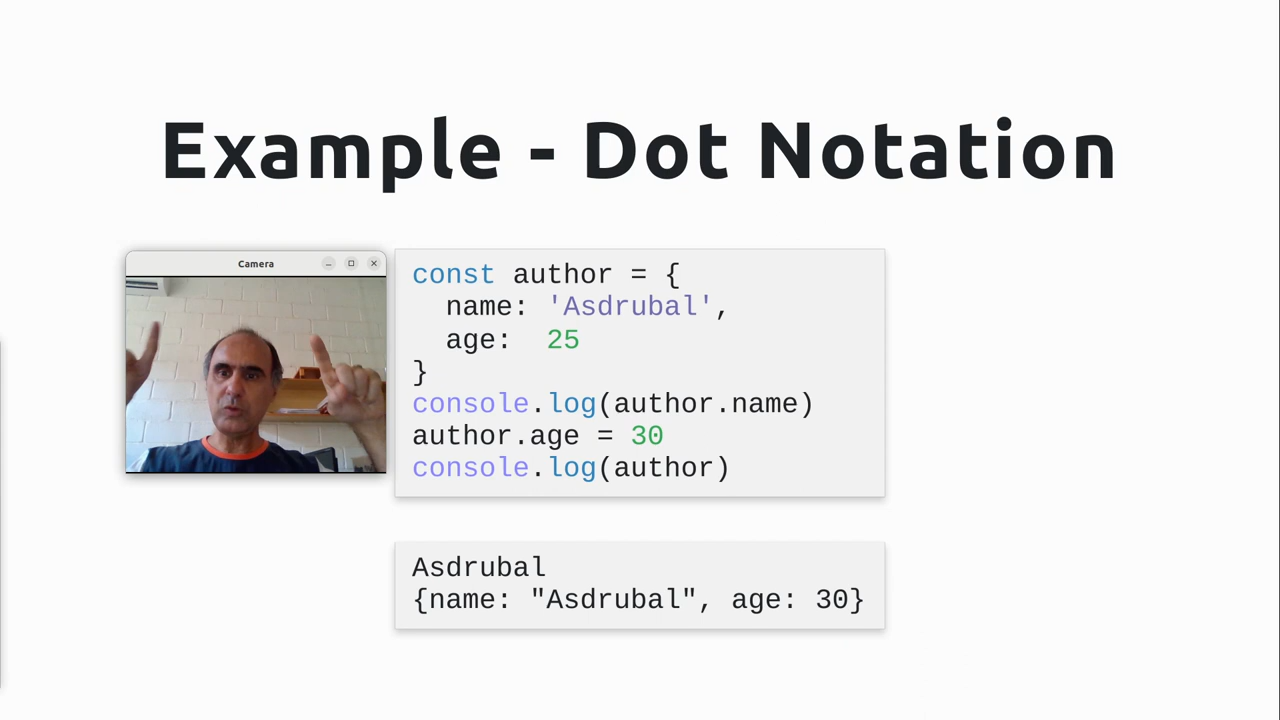 Example - Dot Notation
Camera
const author = {
  name: 'Asdrubal',
  age:  25
}
console.log(author.name)
author.age = 30
console.log(author)
Asdrubal
{name: "Asdrubal", age: 30}